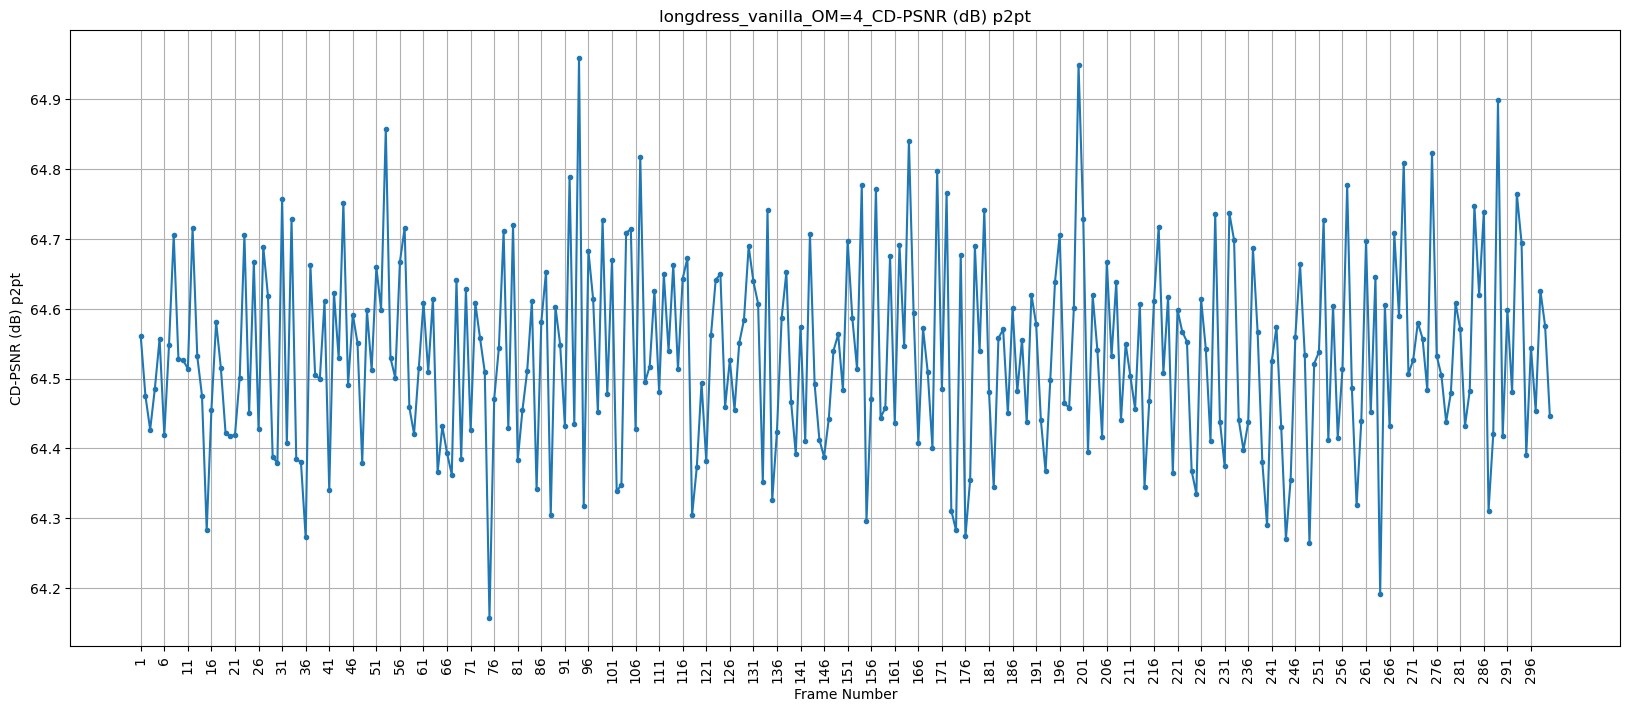 longdress_vanilla_OM=4_CD-PSNR (dB) p2pt
CD-PSNR (dB) p2pt
64.9
64.8
64.7
64.6
64.5
64.4
64.3
64.2
1 6 11 16 21 26 31 36 41 46 51 56 61 66 71 76 81 86 91 96 101 106 111 116 121 126 131 136 141 146 151 156 161 166 171 176 181 186 191 196 201 206 211 216 221 226 231 236 241 246 251 256 261 266 271 276 281 286 291 296
Frame Number